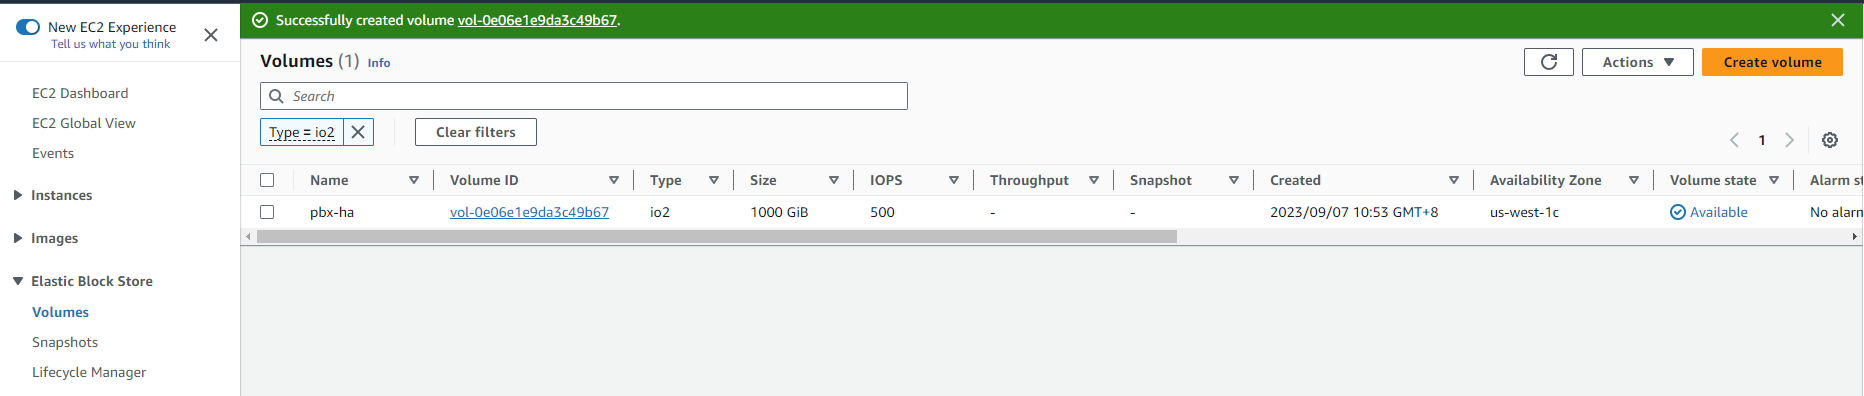 New EC2 Experience
Tell us what you think
EC2 Dashboard
EC2 Global View
Events
Instances
Images
Elastic Block Store
Volumes
Snapshots
Lifecycle Manager
Successfully created volume vol-0e06e1e9da3c49b67.
Volumes (1) Info
Actions
Create volume
Search
Type = io2
Clear filters
1
Name Volume ID Type Size IOPS Throughput Snapshot Created Availability Zone Volume state Alarm st
pbx-ha vol-0e06e1e9da3c49b67 io2 1000 GiB 500 - - 2023/09/07 10:53 GMT+8 us-west-1c Available No alarm